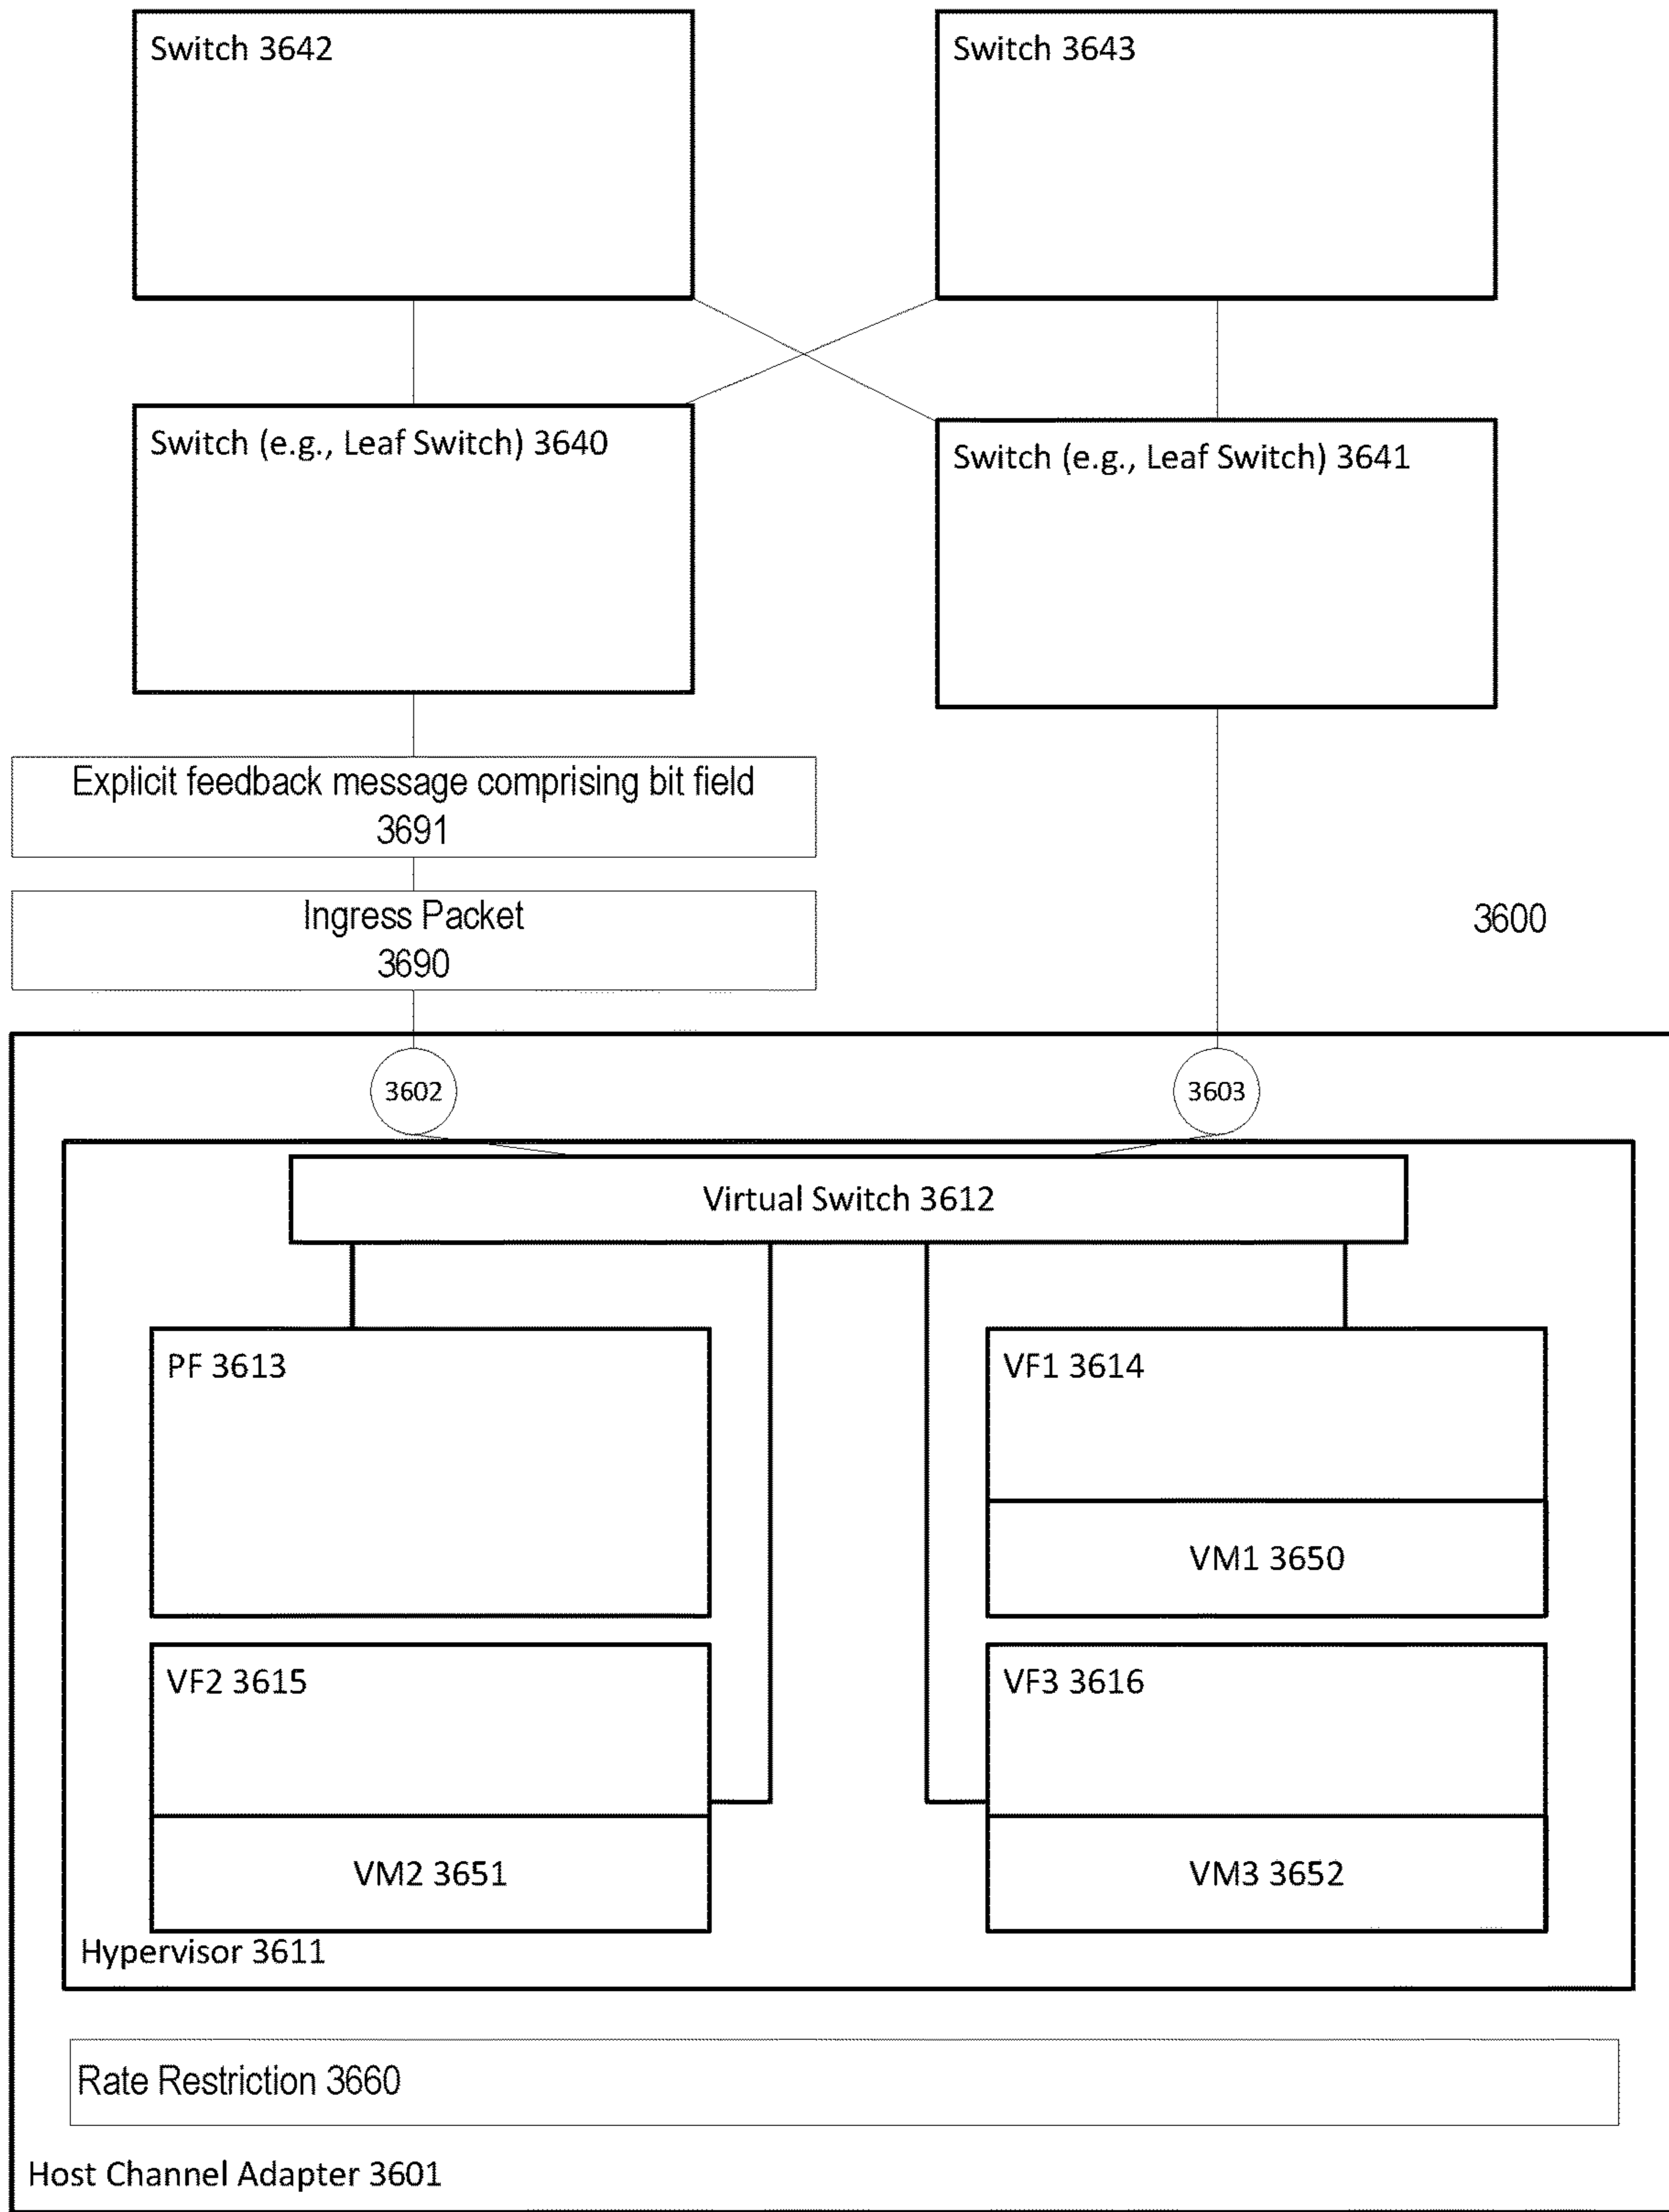 Switch 3642
Switch 3643
Switch (e.g., Leaf Switch) 3640
Switch (e.g., Leaf Switch) 3641
Explicit feedback message comprising bit field
3691
Ingress Packet
3690
3600
3602
3603
Virtual Switch 3612
PF 3613
VF1 3614
VM1 3650
VF2 3615
VF3 3616
VM2 3651
VM3 3652
Hypervisor 3611
Rate Restriction 3660
Host Channel Adapter 3601